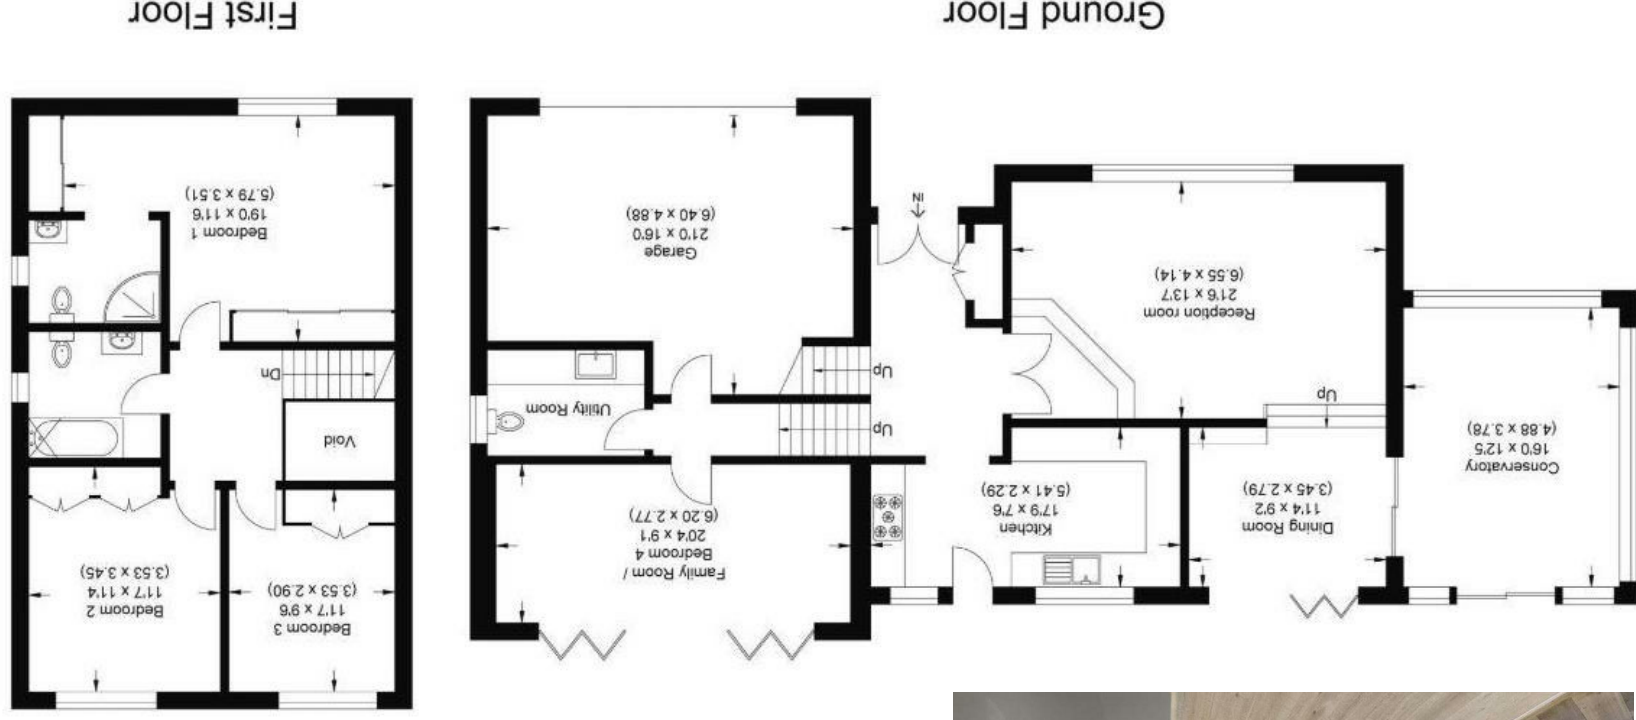 Conservatory
16'0 x 12'5
(4.88 x 3.78)
Dining Room
11'4 x 9'2
(3.45 x 2.79)
Kitchen
17'9 x 7'6
(5.41 x 2.29)
Family Room /
Bedroom 4
20'4 x 9'1
(6.20 x 2.77)
Utility Room
Up
Up
Up
Reception room
21'6 x 13'7
(6.55 x 4.14)
Garage
21'0 x 16'0
(6.40 x 4.88)
IN
Ground Floor
Bedroom 3
11'7 x 9'6
(3.53 x 2.90)
Bedroom 2
11'7 x 11'4
(3.53 x 3.45)
Void
Dn
Bedroom 1
19'0 x 11'6
(5.79 x 3.51)
First Floor